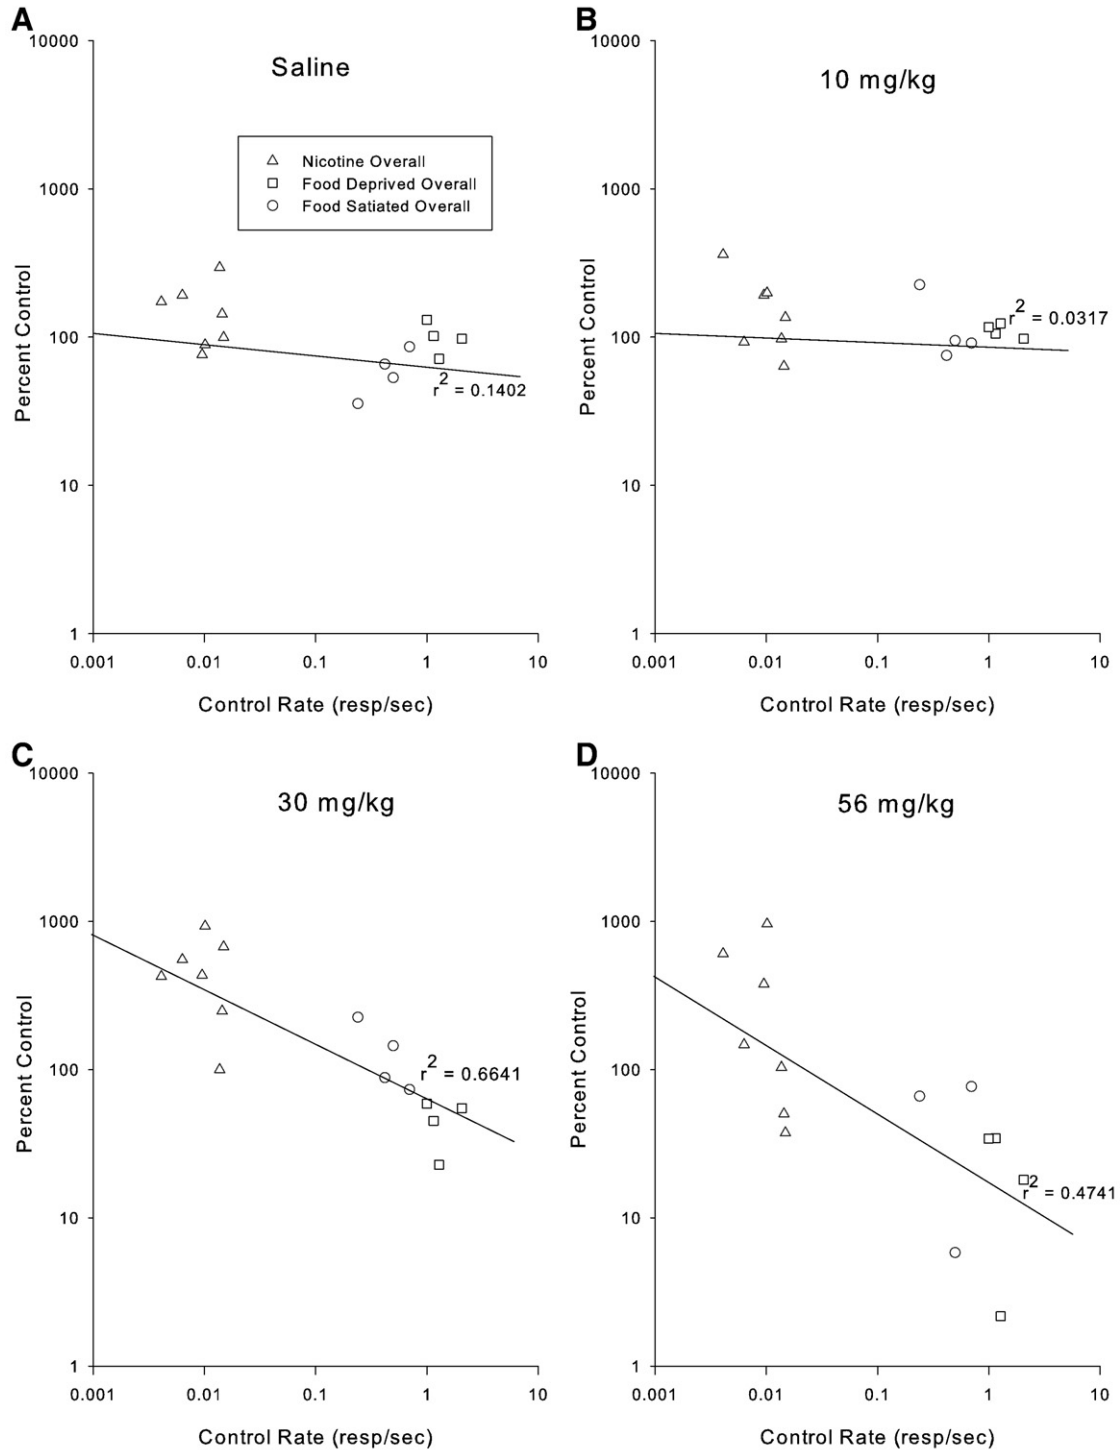 A
Saline
10000
1000
100
10
1
Percent Control
Nicotine Overall
Food Deprived Overall
Food Satiated Overall
r2 = 0.1402
0.001 0.01 0.1 1 10
Control Rate (resp/sec)
B
10 mg/kg
10000
1000
100
10
1
Percent Control
r2 = 0.0317
0.001 0.01 0.1 1 10
Control Rate (resp/sec)
C
30 mg/kg
10000
1000
100
10
1
Percent Control
r2 = 0.6641
0.001 0.01 0.1 1 10
Control Rate (resp/sec)
D
56 mg/kg
10000
1000
100
10
1
Percent Control
r2 = 0.4741
0.001 0.01 0.1 1 10
Control Rate (resp/sec)